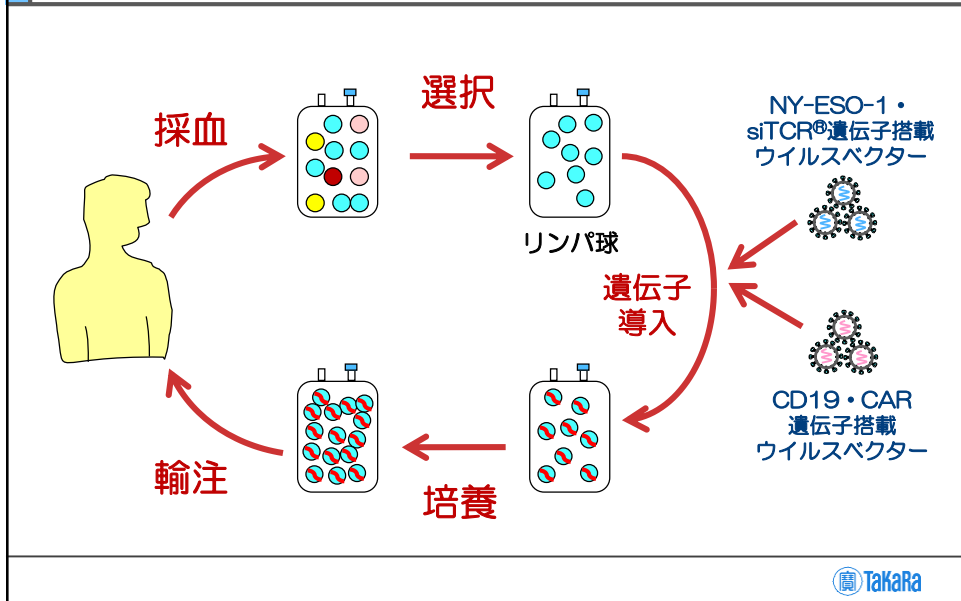 採血
選択
リンパ球
NY-ESO-1・
siTCR®遺伝子搭載
ウイルスベクター
遺伝子
導入
CD19・CAR
遺伝子搭載
ウイルスベクター
培養
輸注
寶 TaKaRa